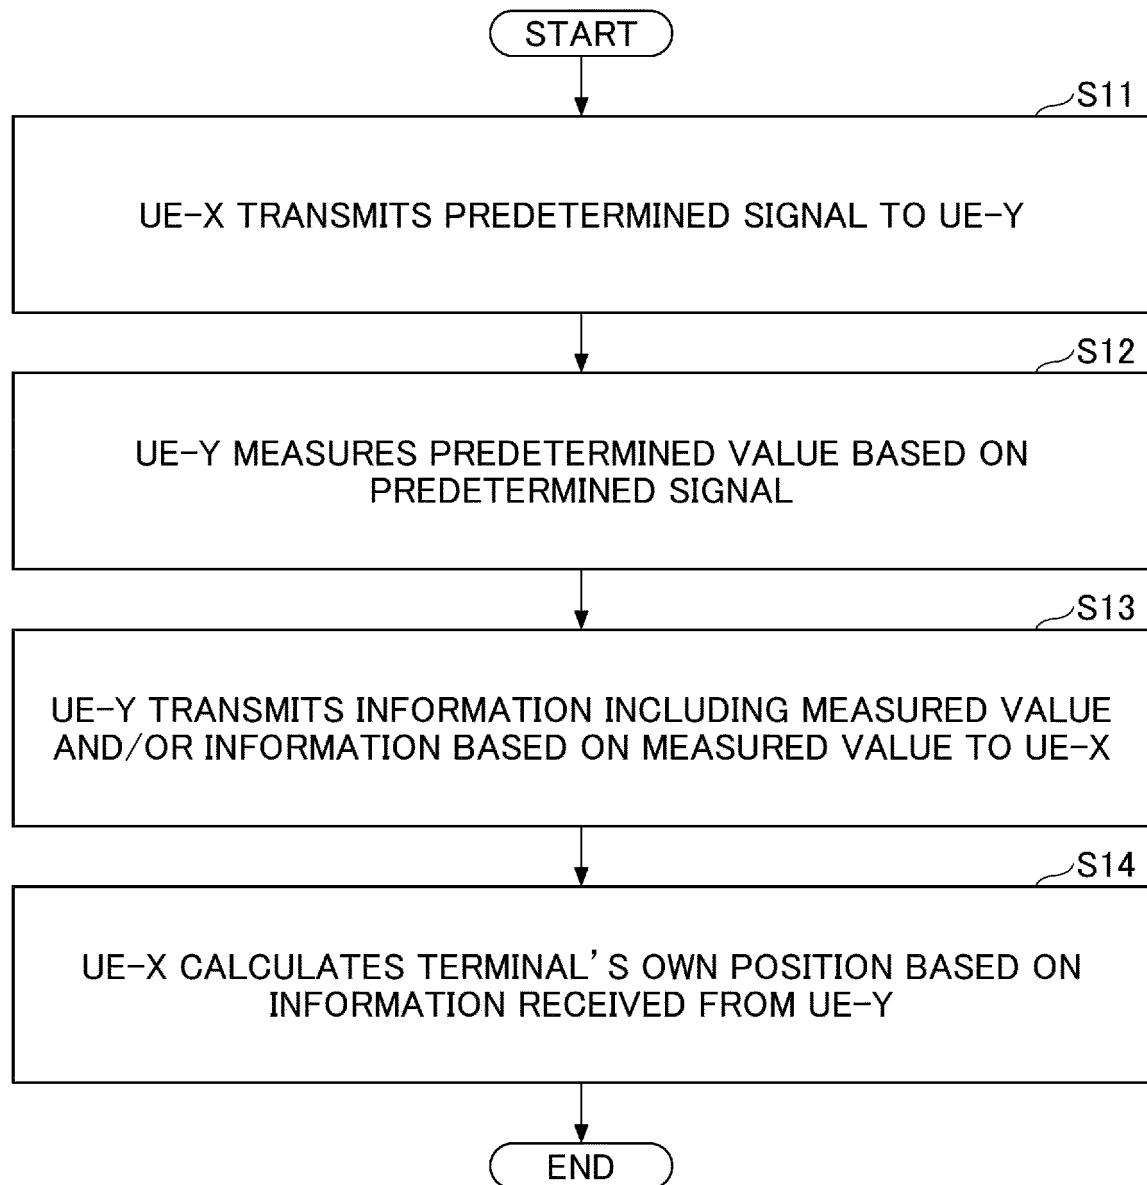 START
S11
UE-X TRANSMITS PREDETERMINED SIGNAL TO UE-Y
S12
UE-Y MEASURES PREDETERMINED VALUE BASED ON
PREDETERMINED SIGNAL
S13
UE-Y TRANSMITS INFORMATION INCLUDING MEASURED VALUE
AND/OR INFORMATION BASED ON MEASURED VALUE TO UE-X
S14
UE-X CALCULATES TERMINAL'S OWN POSITION BASED ON
INFORMATION RECEIVED FROM UE-Y
END